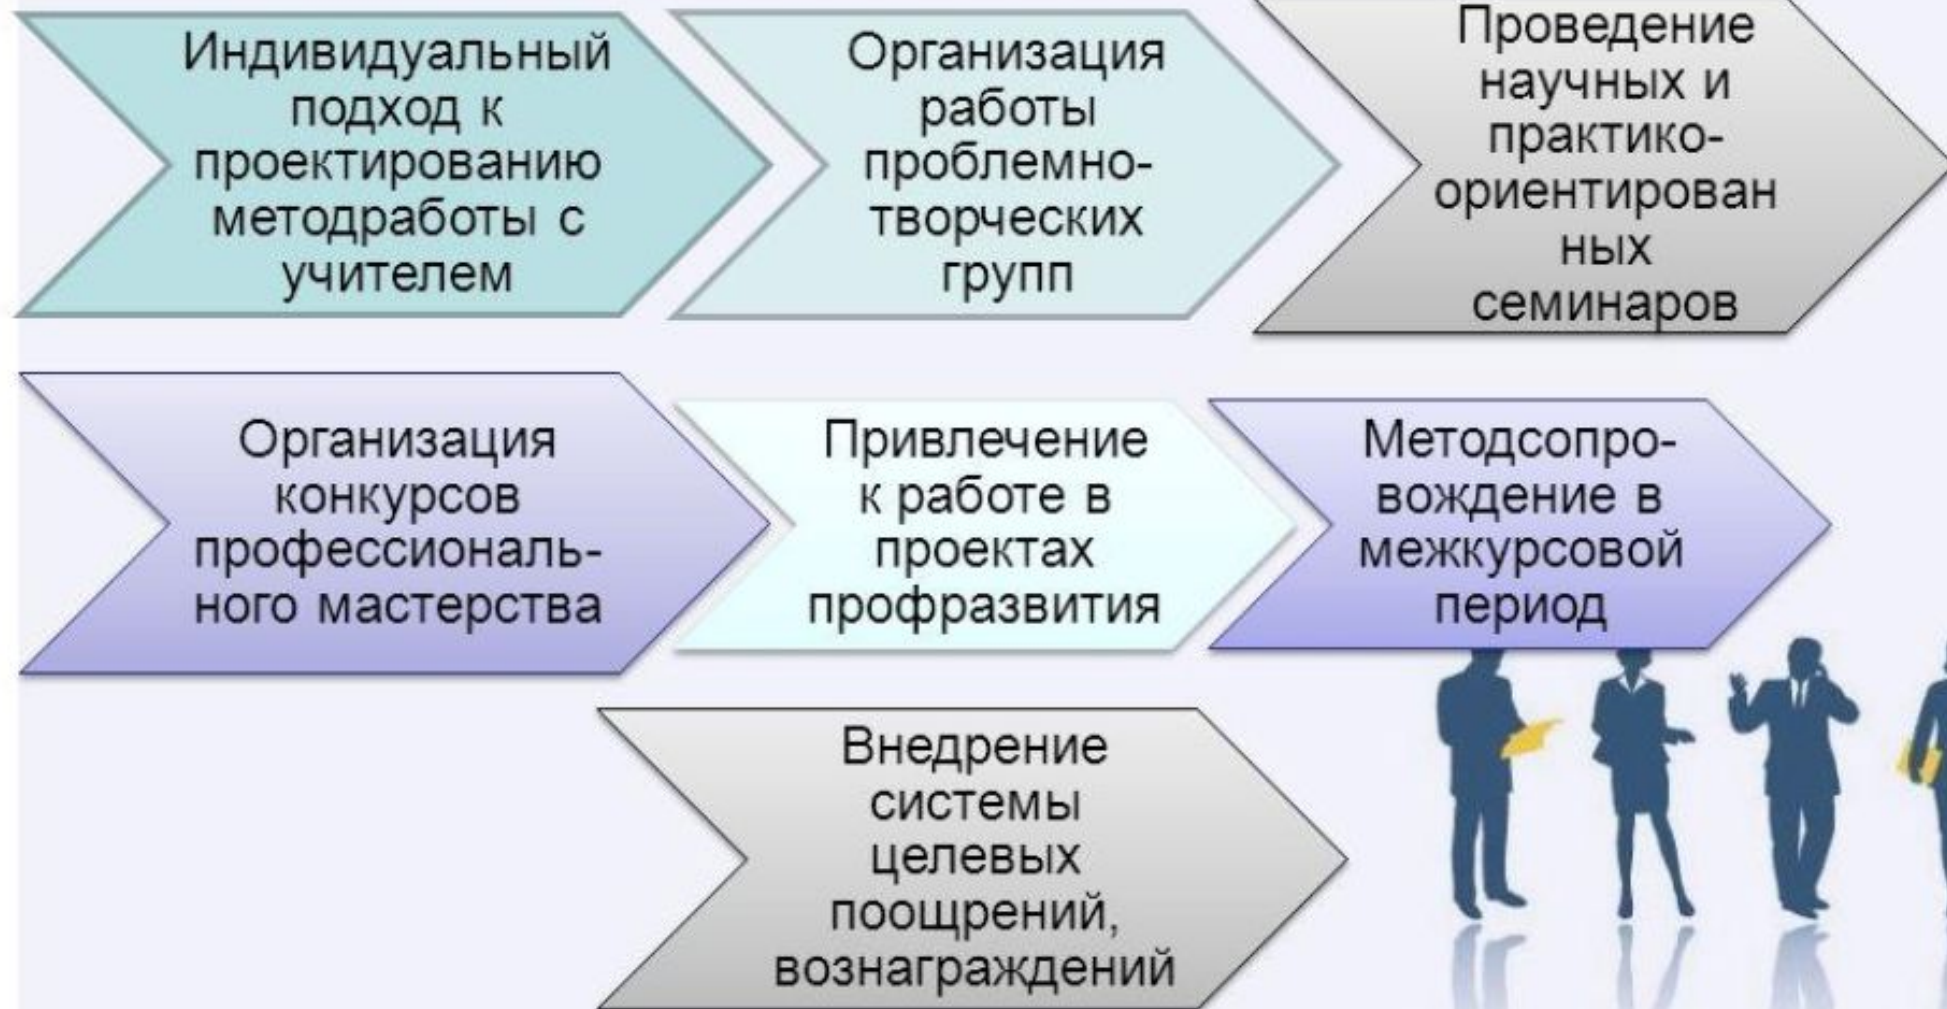 Индивидуальный
подход к
проектированию
методработы с
учителем
Организация
работы
проблемно-
творческих
групп
Проведение
научных и
практико-
ориентирован
ных
семинаров
Организация
конкурсов
профессиональ-
ного мастерства
Привлечение
к работе в
проектах
профразвития
Методсопро-
вождение в
межкурсовой
период
Внедрение
системы
целевых
поощрений,
вознаграждений